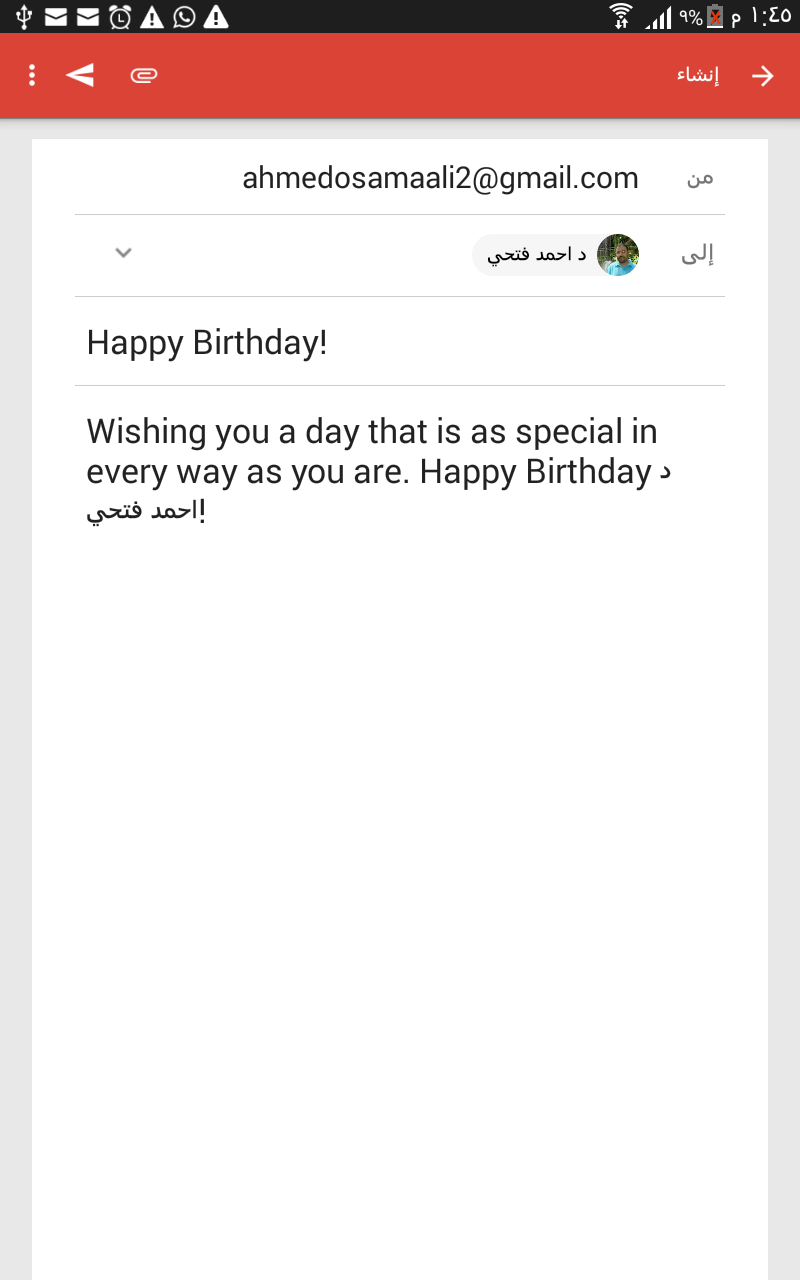 ٩% م ١:٤٥
إنشاء
من ahmedosamaali2@gmail.com
إلى د احمد فتحي
Happy Birthday!
Wishing you a day that is as special in
every way as you are. Happy Birthday د
احمد فتحي!